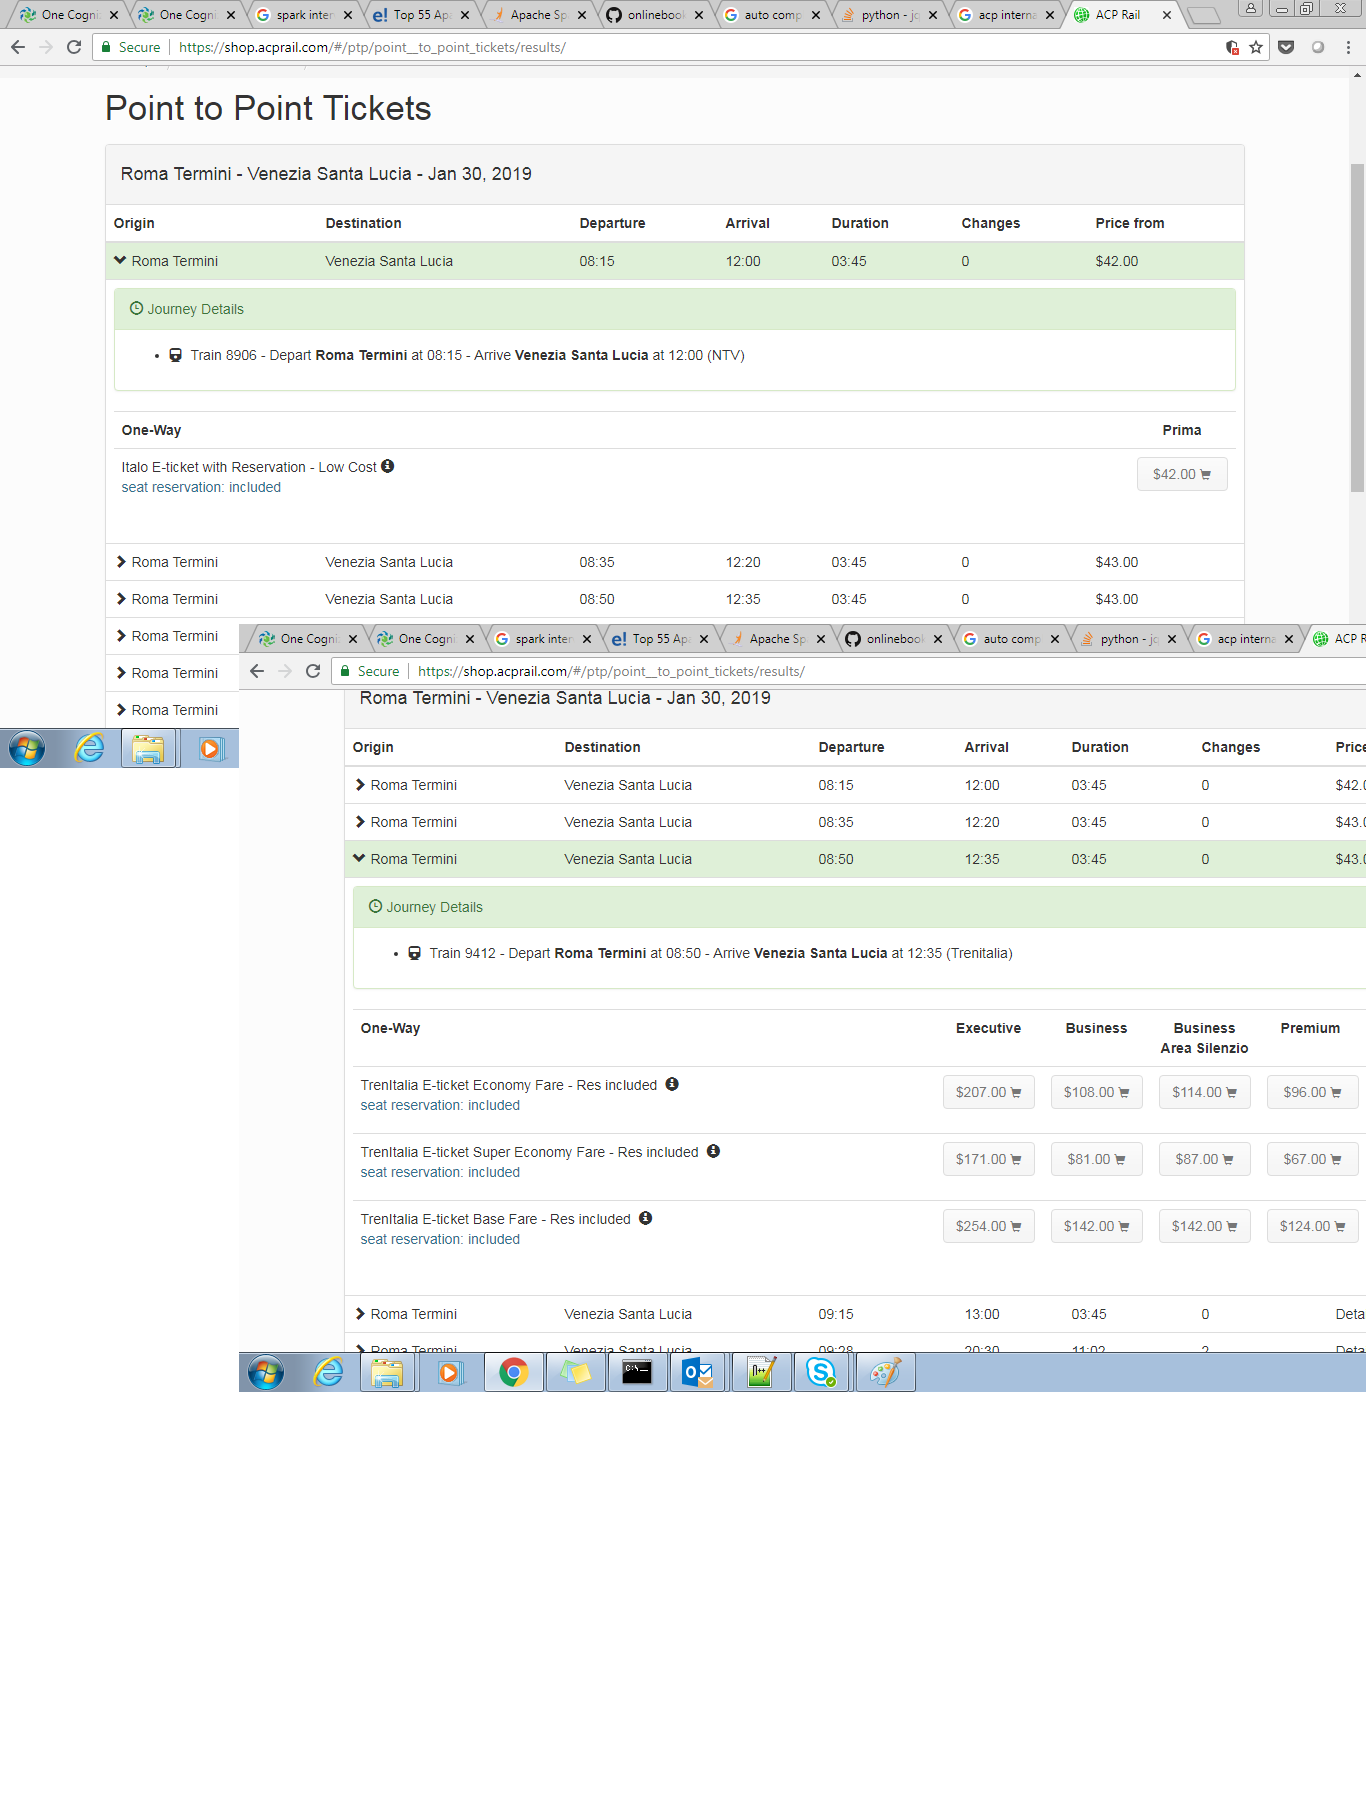 One Cogni One Cogni spark inter Top 55 Ap Apache Sp onlineboo auto comp python - jq acp interna ACP Rail
Secure https://shop.acprail.com/#/ptp/point__to_point_tickets/results/
Point to Point Tickets
Roma Termini - Venezia Santa Lucia - Jan 30, 2019
Origin Destination Departure Arrival Duration Changes Price from
Roma Termini Venezia Santa Lucia 08:15 12:00 03:45 0 $42.00
Journey Details
• Train 8906 - Depart Roma Termini at 08:15 - Arrive Venezia Santa Lucia at 12:00 (NTV)
One-Way Prima
Italo E-ticket with Reservation - Low Cost $42.00
seat reservation: included
Roma Termini Venezia Santa Lucia 08:35 12:20 03:45 0 $43.00
Roma Termini Venezia Santa Lucia 08:50 12:35 03:45 0 $43.00
Roma Termini
Roma Termini
Roma Termini
One Cogni One Cogni spark inter Top 55 Ap Apache Sp onlineboo auto comp python - jq acp interna ACP R
Secure https://shop.acprail.com/#/ptp/point__to_point_tickets/results/
Roma Termini - Venezia Santa Lucia - Jan 30, 2019
Origin Destination Departure Arrival Duration Changes Price
Roma Termini Venezia Santa Lucia 08:15 12:00 03:45 0 $42.0
Roma Termini Venezia Santa Lucia 08:35 12:20 03:45 0 $43.0
Roma Termini Venezia Santa Lucia 08:50 12:35 03:45 0 $43.0
Journey Details
• Train 9412 - Depart Roma Termini at 08:50 - Arrive Venezia Santa Lucia at 12:35 (Trenitalia)
One-Way Executive Business Business Premium
Area Silenzio
TrenItalia E-ticket Economy Fare - Res included $207.00 $108.00 $114.00 $96.00
seat reservation: included
TrenItalia E-ticket Super Economy Fare - Res included $171.00 $81.00 $87.00 $67.00
seat reservation: included
TrenItalia E-ticket Base Fare - Res included $254.00 $142.00 $142.00 $124.00
seat reservation: included
Roma Termini Venezia Santa Lucia 09:15 13:00 03:45 0 Deta
Roma Termini Venezia Santa Lucia 09:28 20:30 11:02 2 Deta